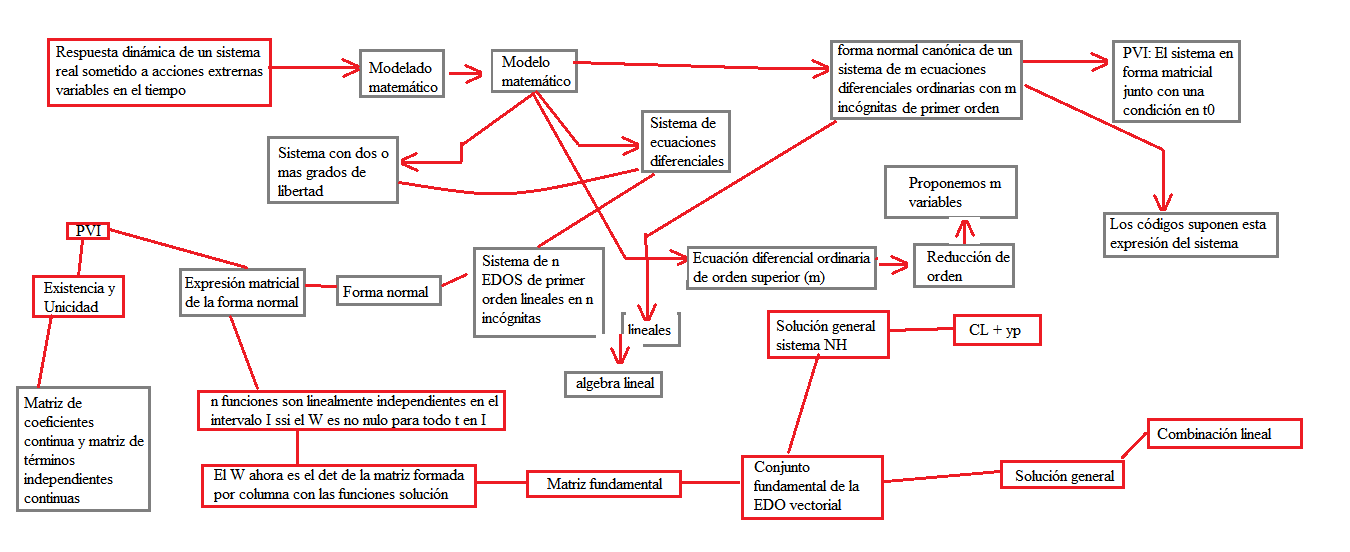 Respuesta dinámica de un sistema
real sometido a acciones extrernas
variables en el tiempo
Modelado
matemático
Modelo
matemático
forma normal canónica de un
sistema de m ecuaciones
diferenciales ordinarias con m
incógnitas de primer orden
PVI: El sistema en
forma matricial
junto con una
condición en t0
Sistema con dos o
mas grados de
libertad
Sistema de
ecuaciones
diferenciales
Proponemos m
variables
Los códigos suponen esta
expresión del sistema
PVI
Existencia y
Unicidad
Expresión matricial
de la forma normal
Forma normal
Sistema de n
EDOS de primer
orden lineales en n
incógnitas
Ecuación diferencial ordinaria
de orden superior (m)
Reducción de
orden
lineales
algebra lineal
Solución general
sistema NH
CL + yp
Matriz de
coeficientes
continua y matriz de
términos
independientes
continuas
n funciones son linealmente independientes en el
intervalo I ssi el W es no nulo para todo t en I
El W ahora es el det de la matriz formada
por columna con las funciones solución
Matriz fundamental
Conjunto
fundamental de la
EDO vectorial
Solución general
Combinación lineal